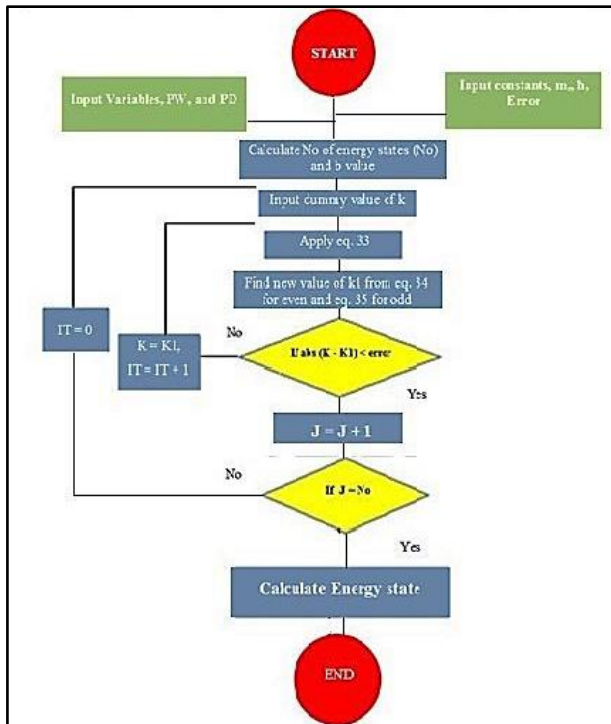 START
Input Variables, PW, and PD
Input constants, m, h,
Error
Calculate No of energy states (No)
and b value
Input dummy value of k
Apply eq. 33
Find new value of k1 from eq. 34
for even and eq. 35 for odd
IT = 0
K = K1,
IT = IT + 1
No
If abs (K - K1) < error
Yes
J = J + 1
No
If J = No
Yes
Calculate Energy state
END